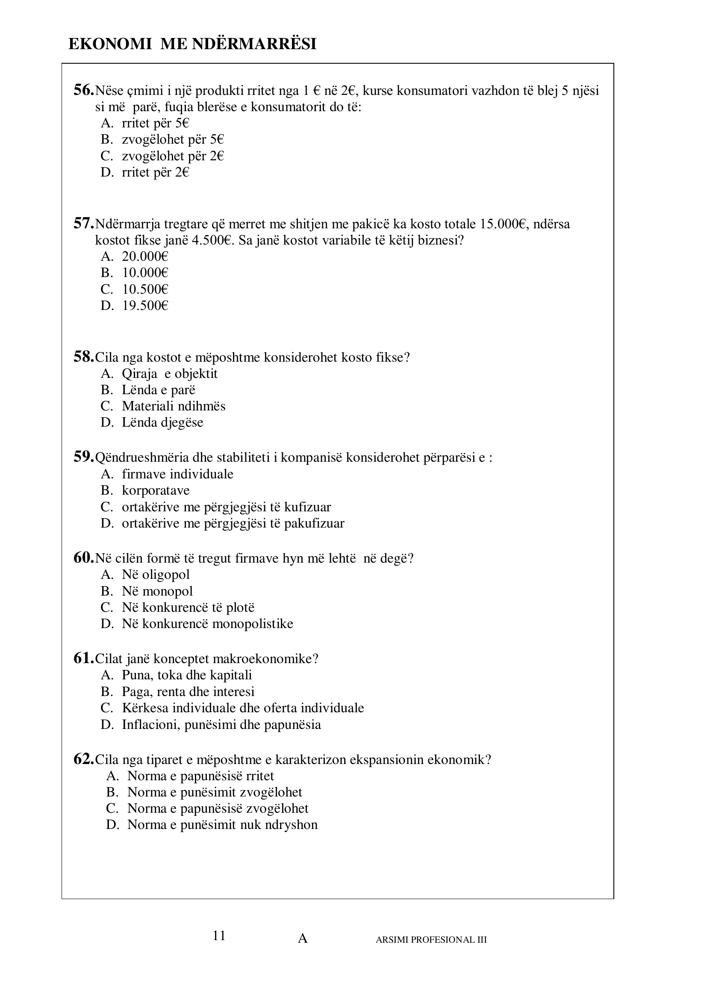 EKONOMI ME NDËRMARRËSI
56. Nëse çmimi i një produkti rritet nga 1 € në 2€, kurse konsumatori vazhdon të blej 5 njësi
si më parë, fuqia blerëse e konsumatorit do të:
A. rritet për 5€
B. zvogëlohet për 5€
C. zvogëlohet për 2€
D. rritet për 2€
57. Ndërmarrja tregtare që merret me shitjen me pakicë ka kosto totale 15.000€, ndërsa
kostot fikse janë 4.500€. Sa janë kostot variabile të këtij biznesi?
A. 20.000€
B. 10.000€
C. 10.500€
D. 19.500€
58. Cila nga kostot e mëposhtme konsiderohet kosto fikse?
A. Qiraja e objektit
B. Lënda e parë
C. Materiali ndihmës
D. Lënda djegëse
59. Qëndrueshmëria dhe stabiliteti i kompanisë konsiderohet përparësi e :
A. firmave individuale
B. korporatave
C. ortakërive me përgjegjësi të kufizuar
D. ortakërive me përgjegjësi të pakufizuar
60. Në cilën formë të tregut firmave hyn më lehtë në degë?
A. Në oligopol
B. Në monopol
C. Në konkurencë të plotë
D. Në konkurencë monopolistike
61. Cilat janë konceptet makroekonomike?
A. Puna, toka dhe kapitali
B. Paga, renta dhe interesi
C. Kërkesa individuale dhe oferta individuale
D. Inflacioni, punësimi dhe papunësia
62. Cila nga tiparet e mëposhtme e karakterizon ekspansionin ekonomik?
A. Norma e papunësisë rritet
B. Norma e punësimit zvogëlohet
C. Norma e papunësisë zvogëlohet
D. Norma e punësimit nuk ndryshon
11 A ARSIMI PROFESIONAL III